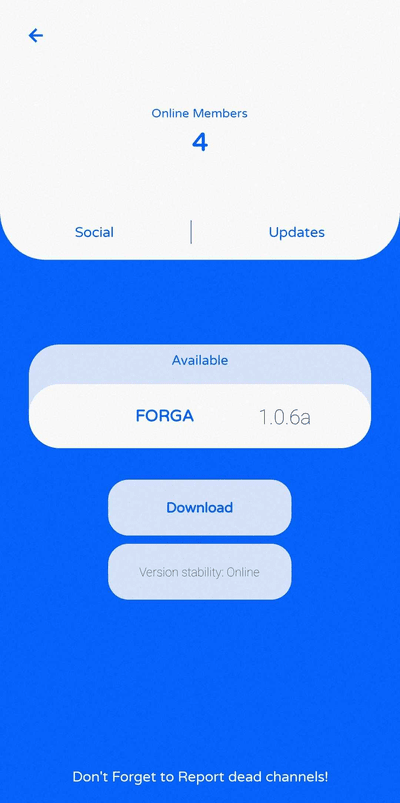 Online Members
4
Social
Updates
Available
FORGA 1.0.6a
Download
Version stability: Online
Don't Forget to Report dead channels!